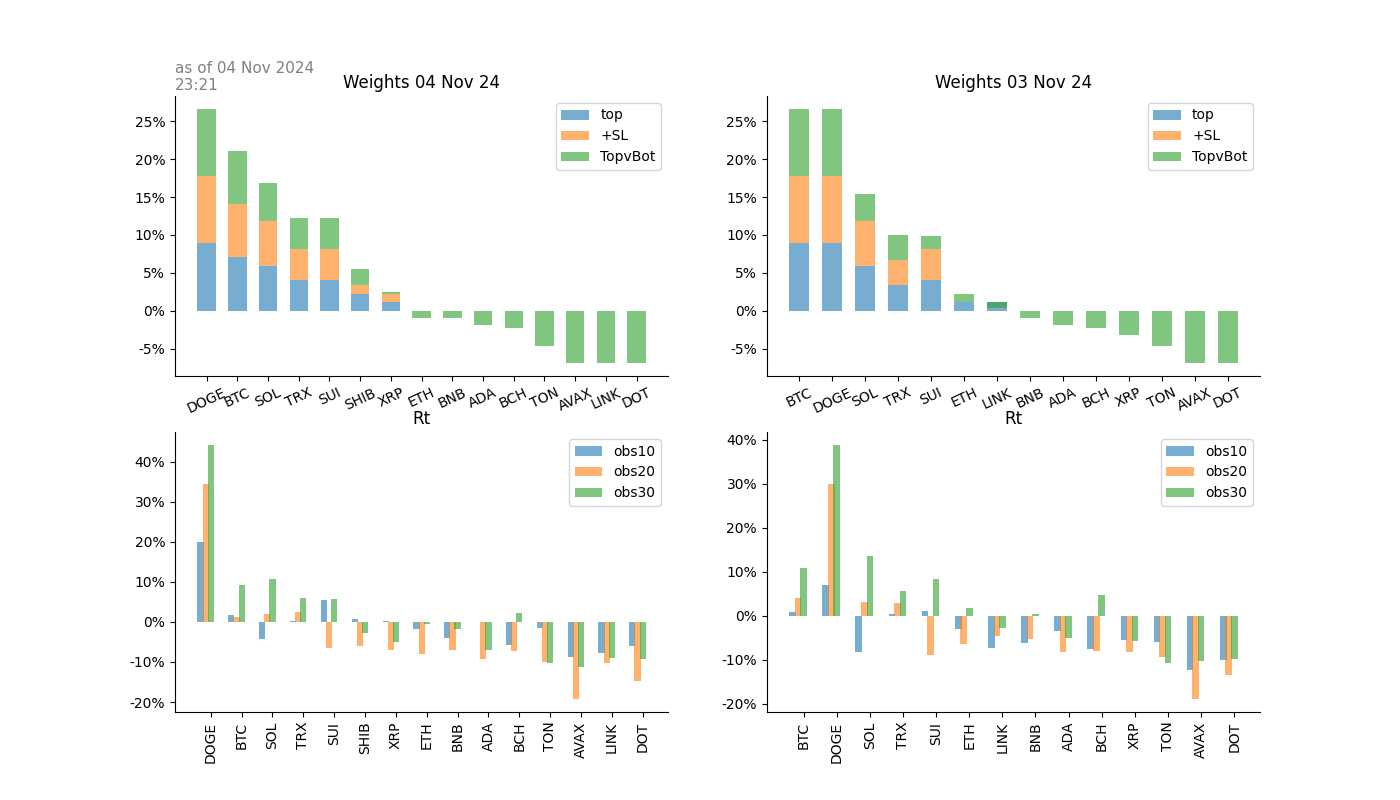 as of 04 Nov 2024
23:21
Weights 04 Nov 24
25%
20%
15%
10%
5%
0%
-5%
top
+SL
TopvBot
DOGE BTC SOL TRX SUI SHIB XRP ETH BNB ADA BCH TON AVAX LINK DOT
Weights 03 Nov 24
25%
20%
15%
10%
5%
0%
-5%
top
+SL
TopvBot
BTC DOGE SOL TRX SUI ETH LINK BNB ADA BCH XRP TON AVAX DOT
Rt
40%
30%
20%
10%
0%
-10%
-20%
obs10
obs20
obs30
DOGE BTC SOL TRX SUI SHIB XRP ETH BNB ADA BCH TON AVAX LINK DOT
Rt
40%
30%
20%
10%
0%
-10%
-20%
obs10
obs20
obs30
BTC DOGE SOL TRX SUI ETH LINK BNB ADA BCH XRP TON AVAX DOT